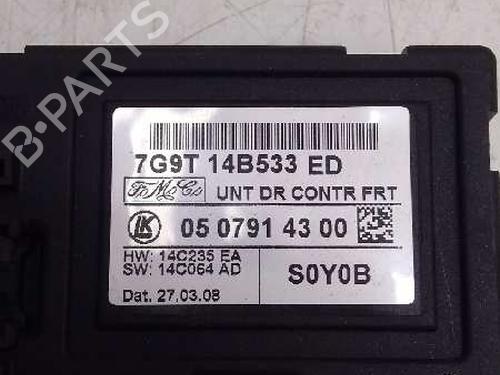 B-PARTS
7G9T 14B533 ED
FoMoCo UNT DR CONTR FRT
LK 05 0791 43 00
HW: 14C235 EA
SW: 14C064 AD
S0Y0B
Dat. 27.03.08